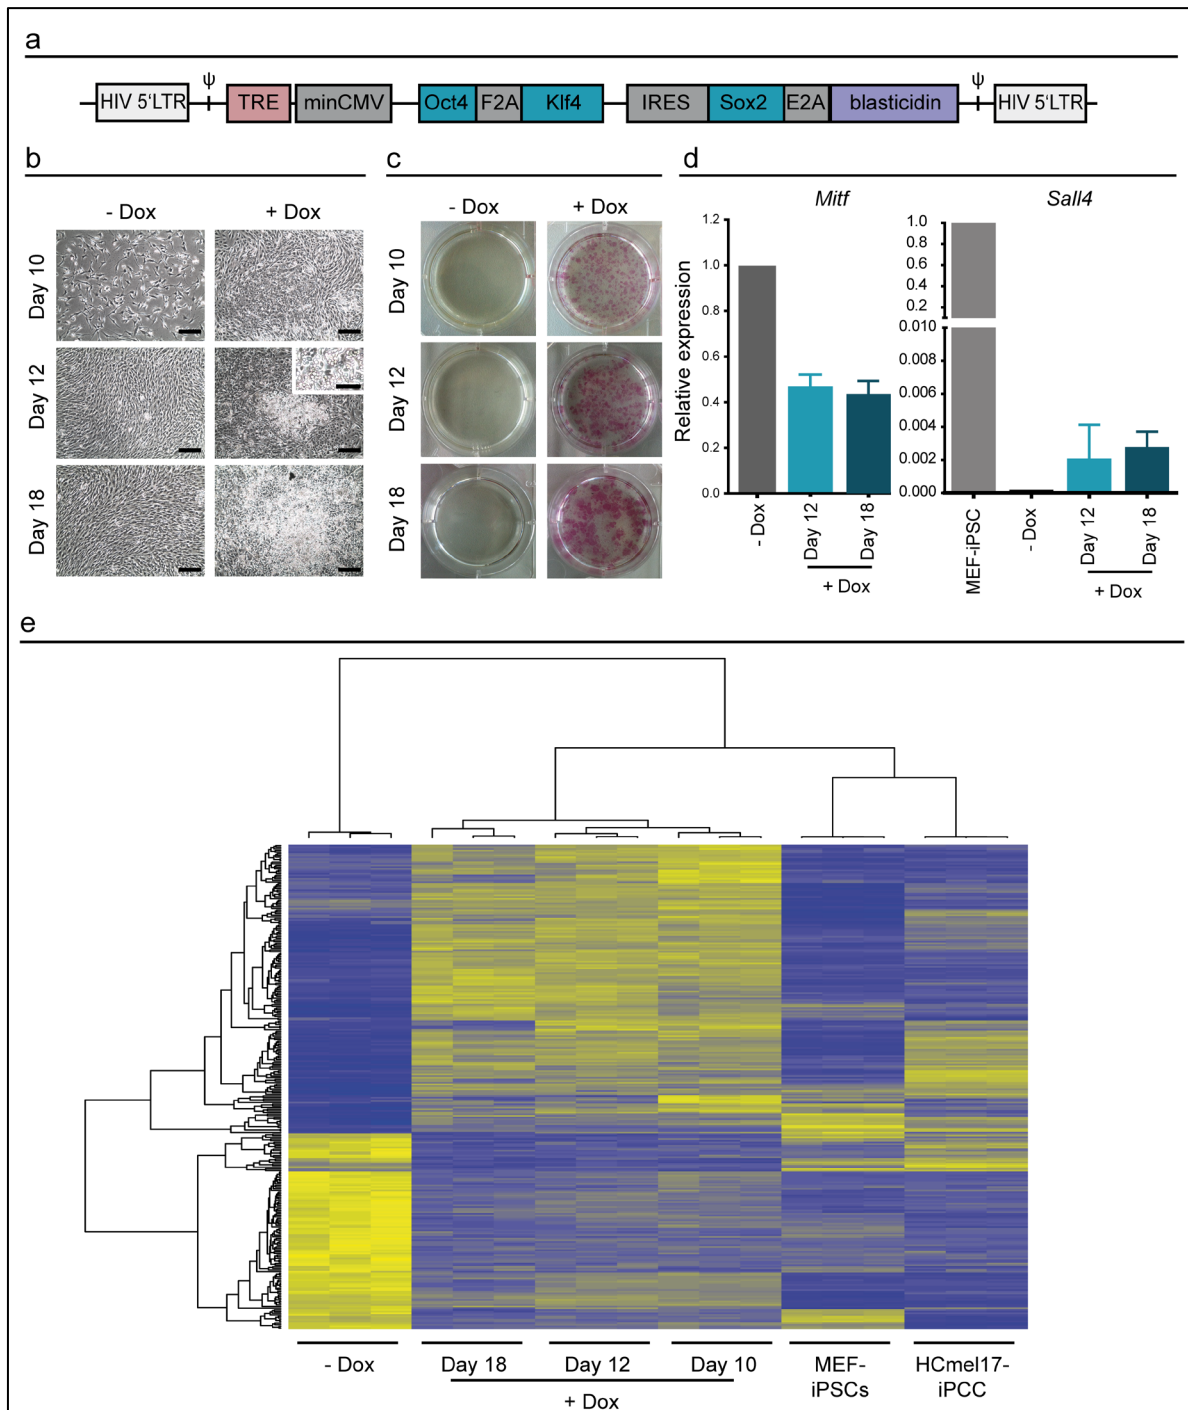 a
HIV 5'LTR ψ TRE minCMV Oct4 F2A Klf4 IRES Sox2 E2A blasticidin ψ HIV 5'LTR
b
- Dox + Dox
Day 10
Day 12
Day 18
c
- Dox + Dox
Day 10
Day 12
Day 18
d
Mitf
Relative expression
1.2
1.0
0.8
0.6
0.4
0.2
0.0
- Dox
Day 12
Day 18
+ Dox
Sall4
1.0
0.8
0.6
0.4
0.2
0.010
0.008
0.006
0.004
0.002
0.000
MEF-iPSC
- Dox
Day 12
Day 18
+ Dox
e
- Dox Day 18 Day 12 Day 10 MEF- HCmel17-
iPSCs iPCC
+ Dox